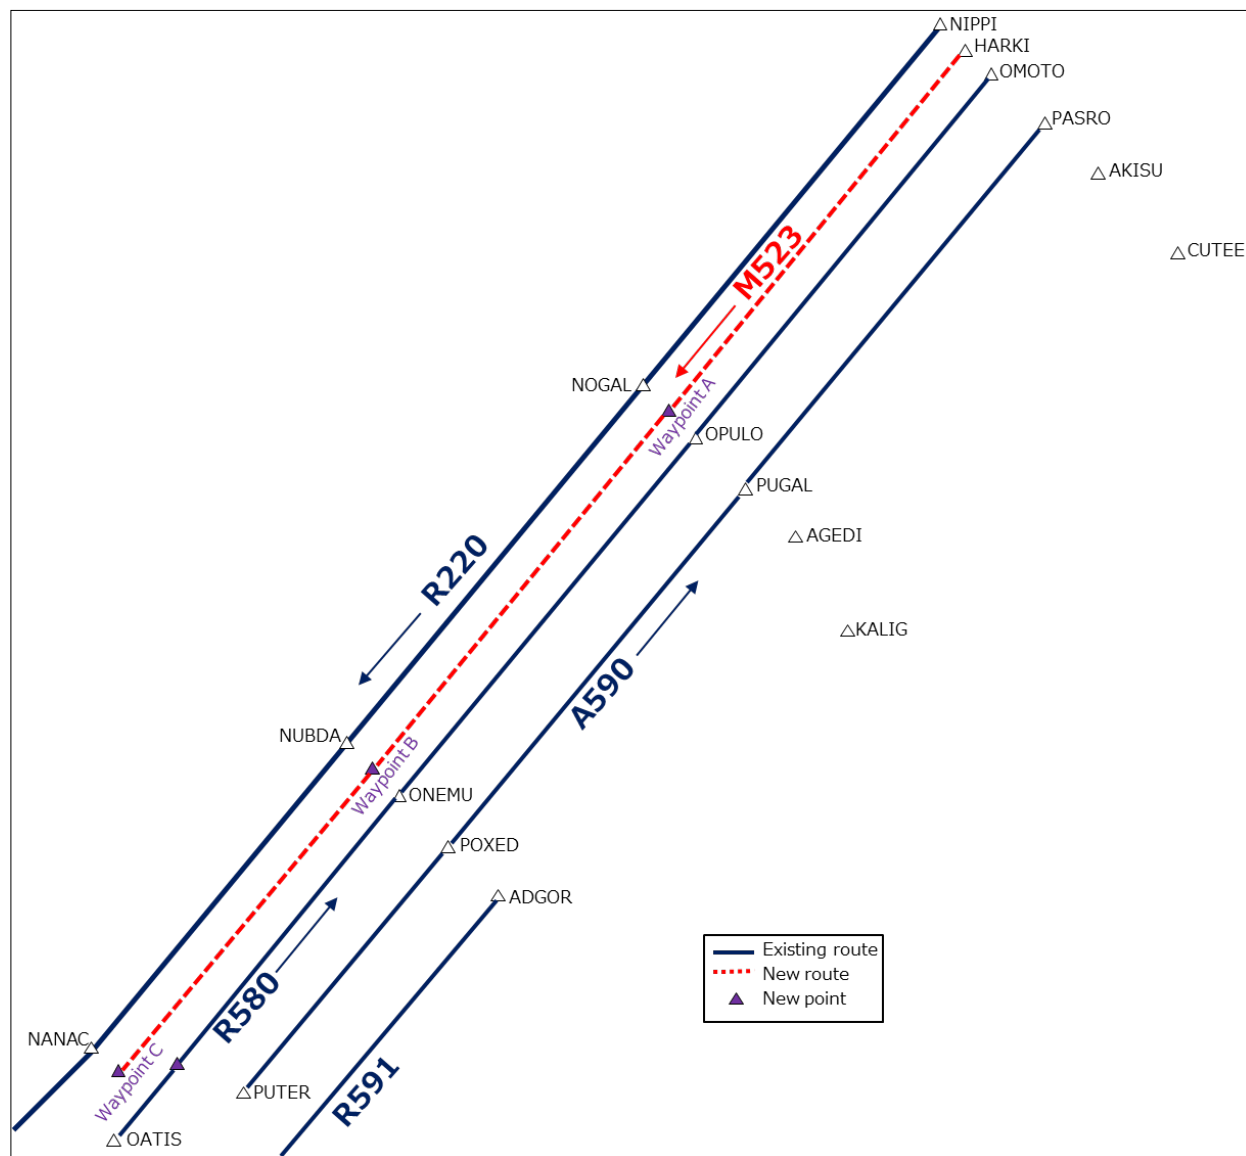 NIPPI
HARKI
OMOTO
PASRO
AKISU
CUTEE
M523
NOGAL
Waypoint A
OPULO
PUGAL
AGEDI
R220
KALIG
A590
NUBDA
Waypoint B
ONEMU
POXED
ADGOR
Existing route
New route
New point
R580
NANAC
Waypoint C
PUTER
R591
OATIS